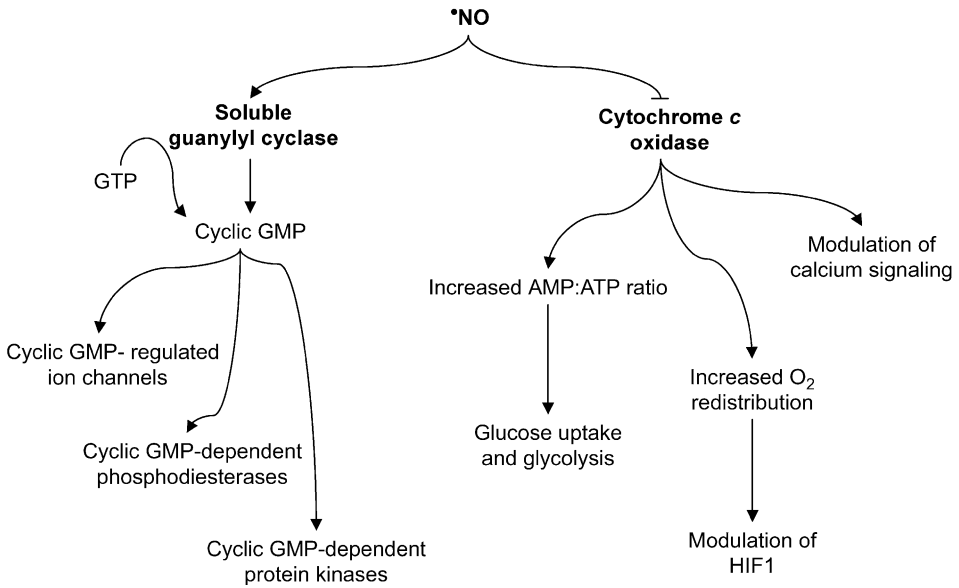 •NO
Soluble
guanylyl cyclase
Cytochrome c
oxidase
GTP
Cyclic GMP
Modulation of
calcium signaling
Increased AMP:ATP ratio
Cyclic GMP- regulated
ion channels
Increased O₂
redistribution
Glucose uptake
and glycolysis
Cyclic GMP-dependent
phosphodiesterases
Cyclic GMP-dependent
protein kinases
Modulation of
HIF1